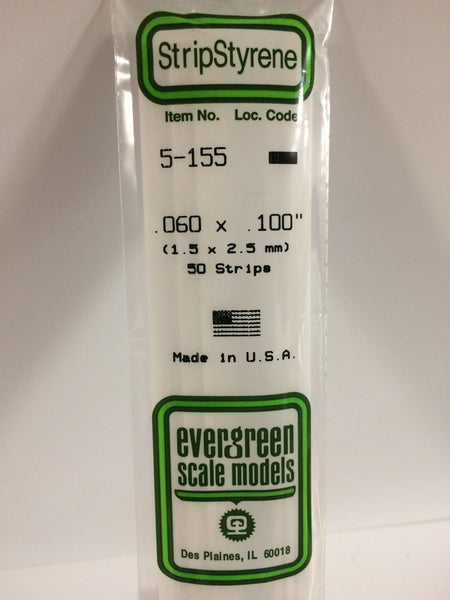 StripStyrene
Item No. Loc. Code
5-155
.060 x .100"
(1.5 x 2.5 mm)
50 Strips
Made in U.S.A.
evergreen
scale models
Des Plaines, IL 60018